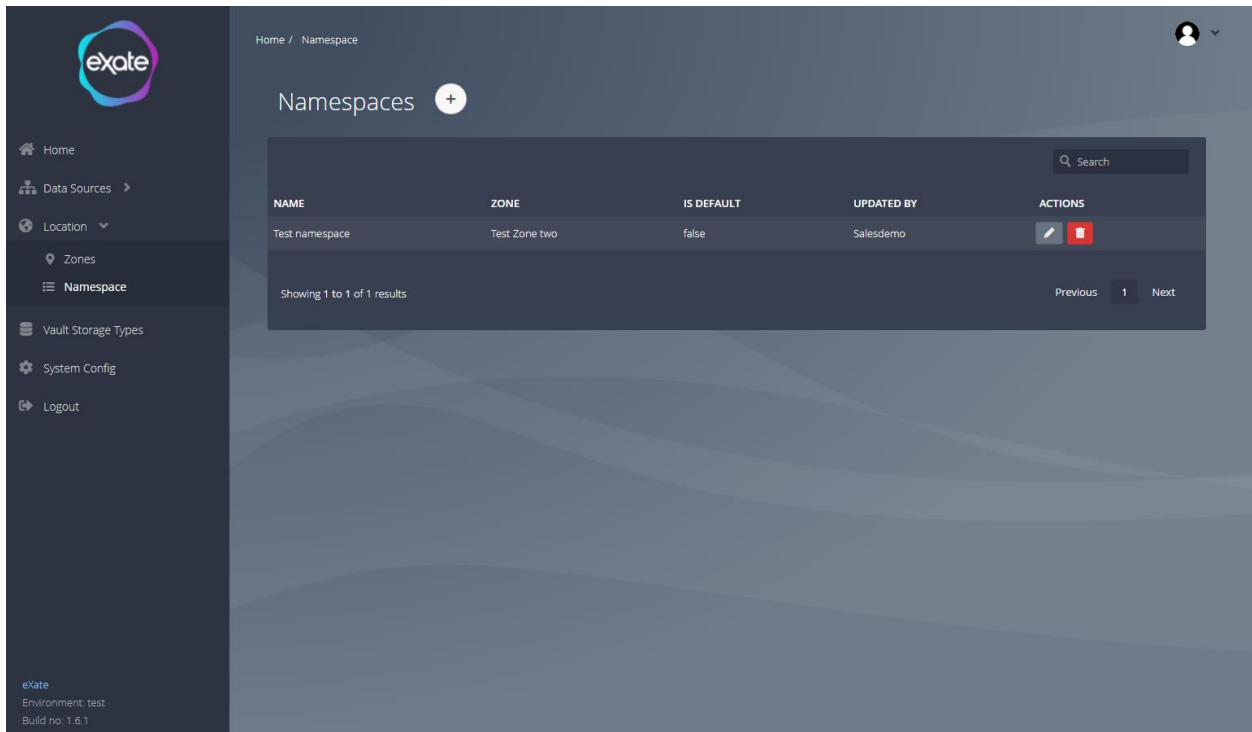 exate
Home
Data Sources
Location
Zones
Namespace
Vault Storage Types
System Config
Logout
eXate
Environment: test
Build no: 1.6.1
Home / Namespace
Namespaces +
Search
NAME ZONE IS DEFAULT UPDATED BY ACTIONS
Test namespace Test Zone two false Salesdemo
Showing 1 to 1 of 1 results Previous 1 Next